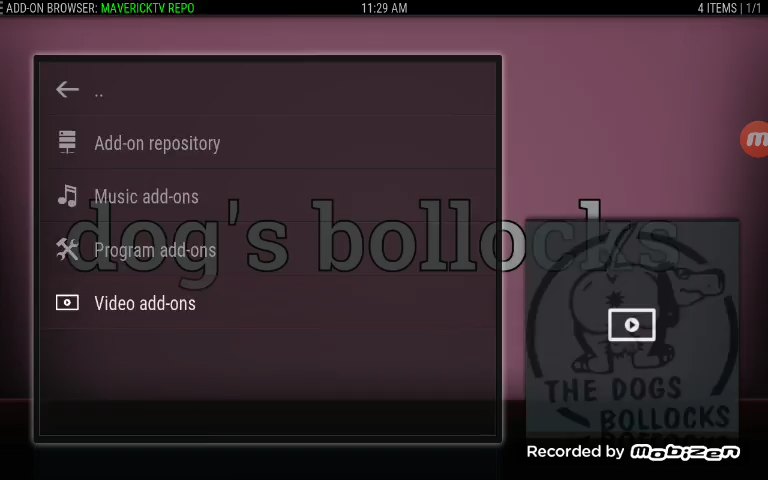 ADD-ON BROWSER: MAVERICKTV REPO
11:29 AM
4 ITEMS | 1/1
..
Add-on repository
Music add-ons
dog's bollocks
Program add-ons
Video add-ons
THE DOGS
BOLLOCKS
Recorded by mobizen